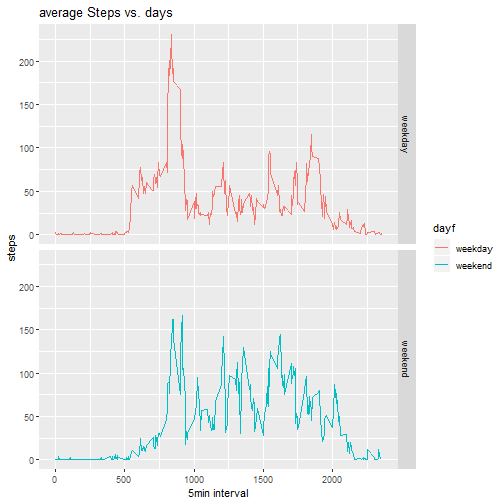 average Steps vs. days
200
150
100
50
0
weekday
steps
200
150
100
50
0
weekend
0
500
1000
1500
2000
5min interval
dayf
weekday
weekend